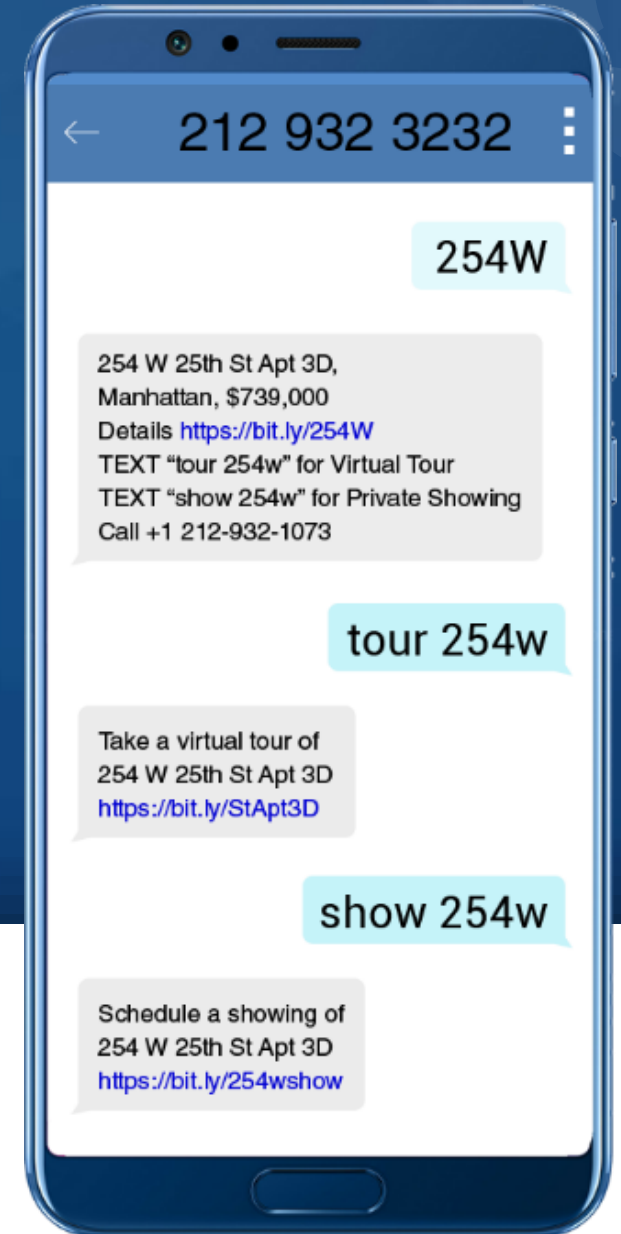 212 932 3232
254W
254 W 25th St Apt 3D,
Manhattan, $739,000
Details https://bit.ly/254W
TEXT “tour 254w” for Virtual Tour
TEXT “show 254w” for Private Showing
Call +1 212-932-1073
tour 254w
Take a virtual tour of
254 W 25th St Apt 3D
https://bit.ly/StApt3D
show 254w
Schedule a showing of
254 W 25th St Apt 3D
https://bit.ly/254wshow